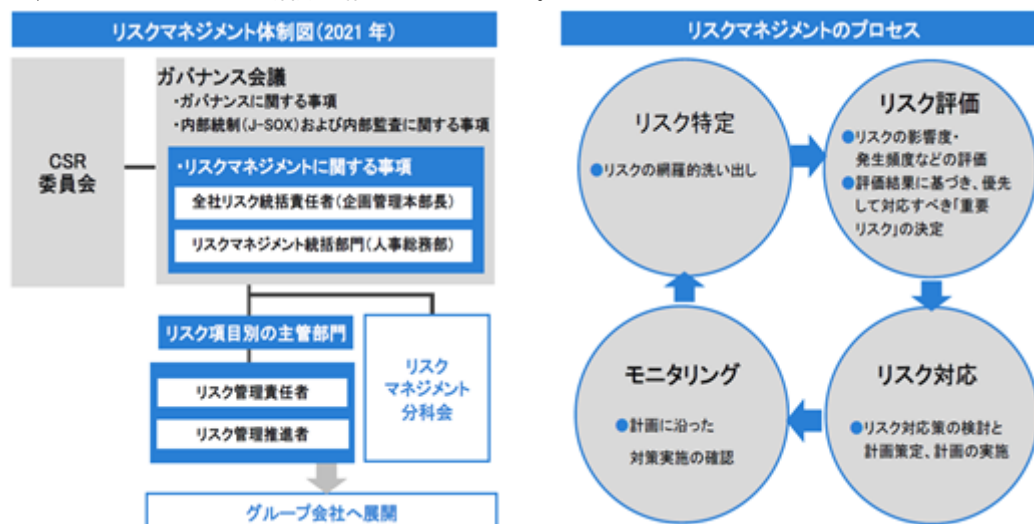 リスクマネジメント体制図(2021年)
CSR
委員会
ガバナンス会議
・ガバナンスに関する事項
・内部統制(J-SOX)および内部監査に関する事項
・リスクマネジメントに関する事項
全社リスク統括責任者(企画管理本部長)
リスクマネジメント統括部門(人事総務部)
リスク項目別の主管部門
リスク管理責任者
リスク管理推進者
リスク
マネジメント
分科会
グループ会社へ展開
リスクマネジメントのプロセス
リスク特定
●リスクの網羅的洗い出し
リスク評価
●リスクの影響度・
発生頻度などの評価
●評価結果に基づき、優先
して対応すべき「重要
リスク」の決定
リスク対応
●リスク対応策の検討と
計画策定、計画の実施
モニタリング
●計画に沿った
対策実施の確認